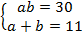 ab = 30
a + b = 11